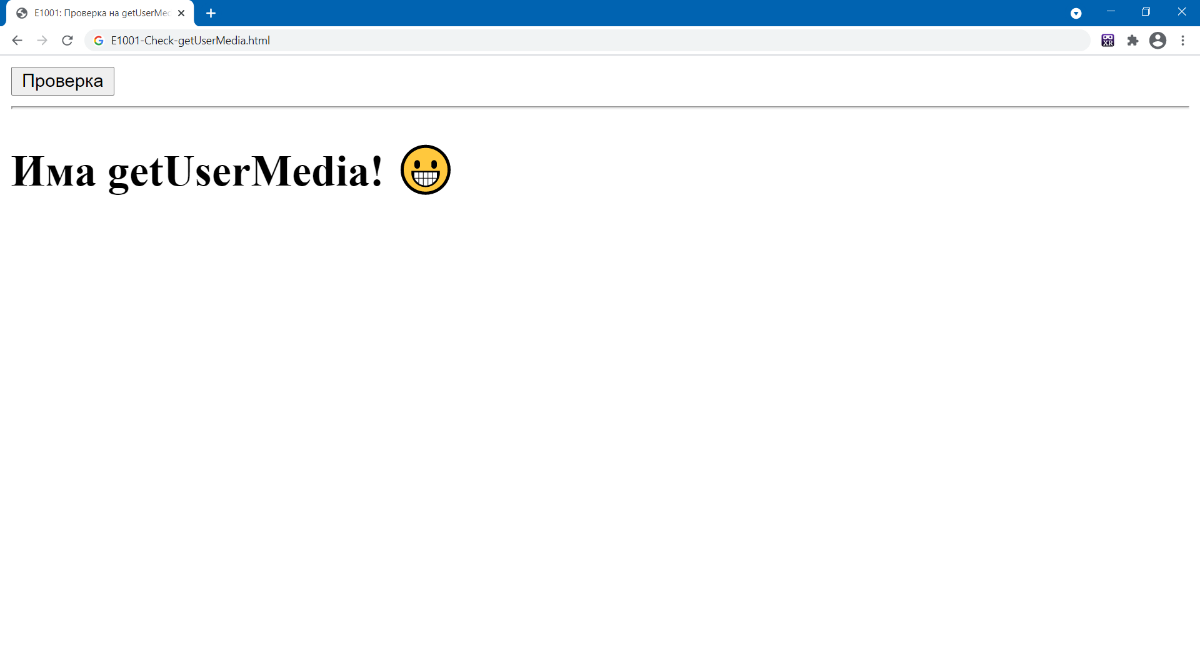 E1001: Проверка на getUserMe
E1001-Check-getUserMedia.html
Проверка
Има getUserMedia! 😀